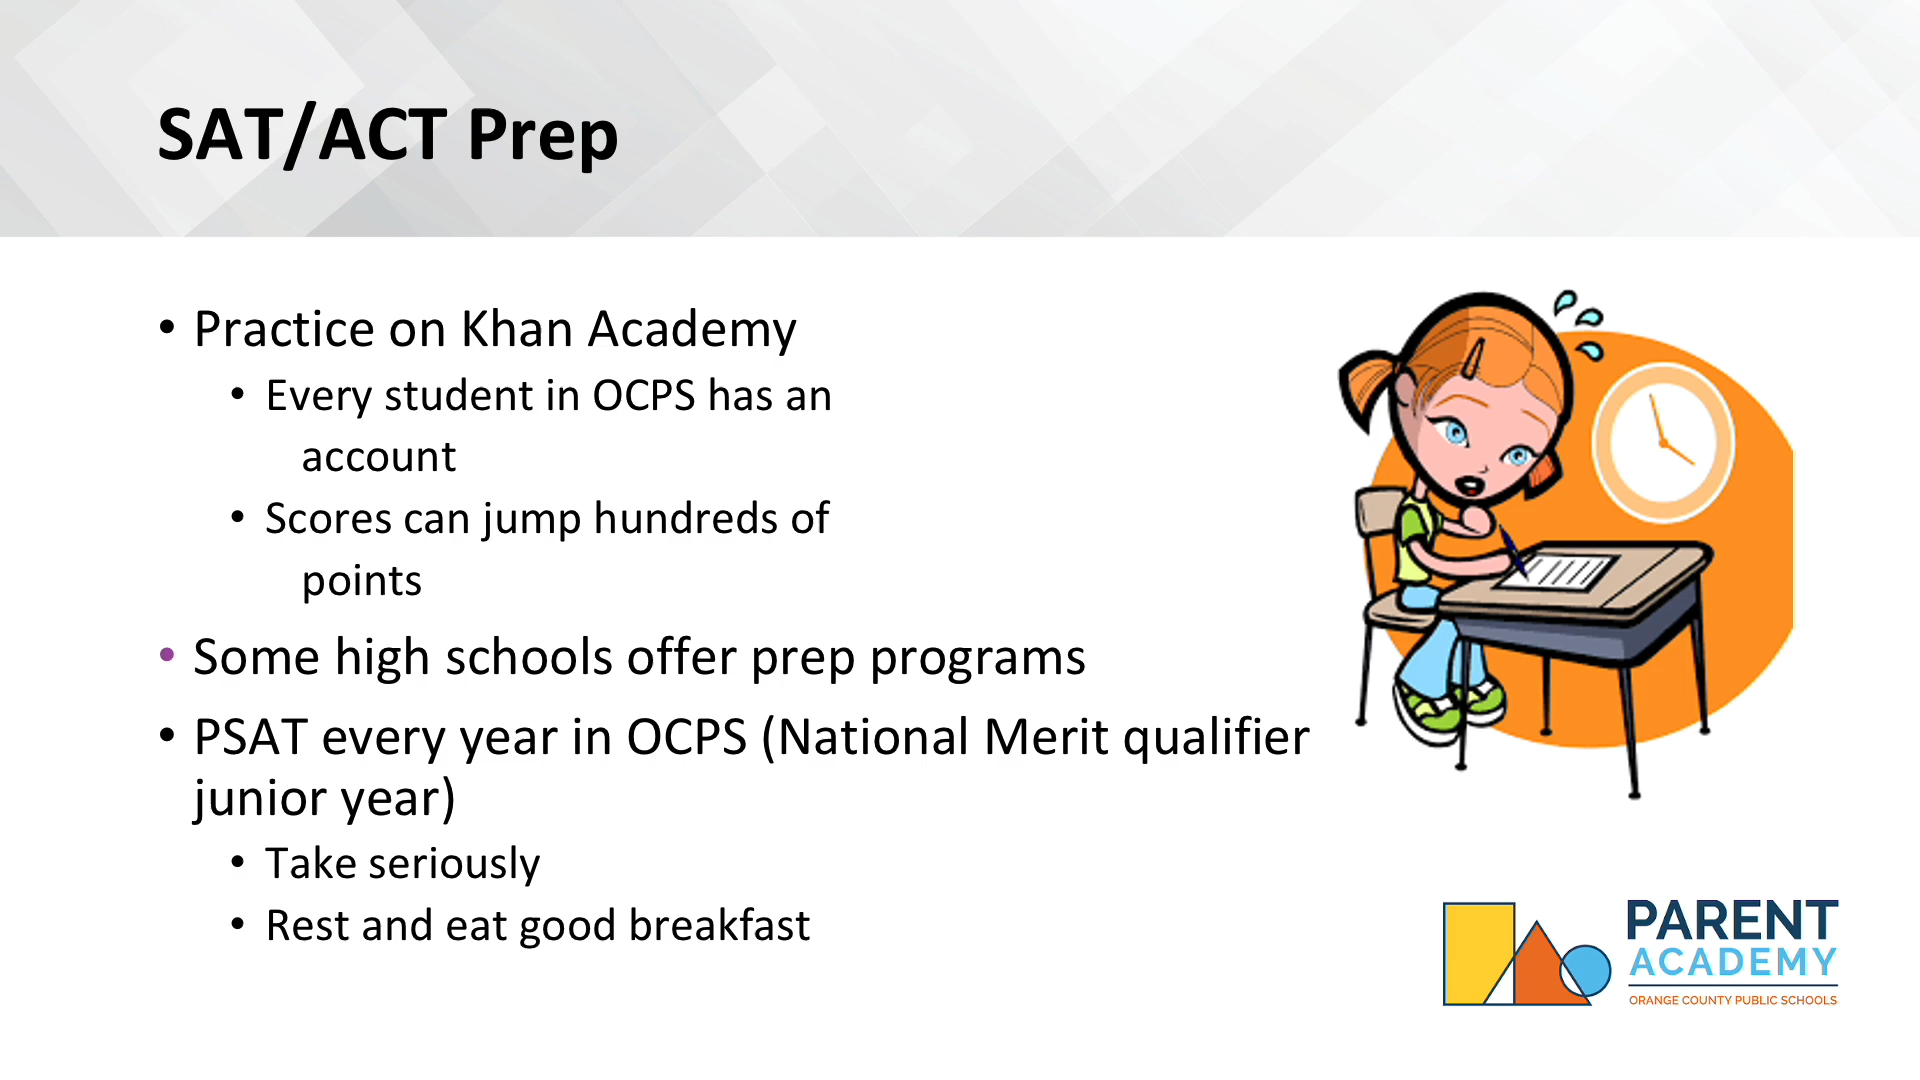 SAT/ACT Prep
• Practice on Khan Academy
• Every student in OCPS has an
account
• Scores can jump hundreds of
points
• Some high schools offer prep programs
• PSAT every year in OCPS (National Merit qualifier
junior year)
• Take seriously
• Rest and eat good breakfast
PARENT
ACADEMY
ORANGE COUNTY PUBLIC SCHOOLS